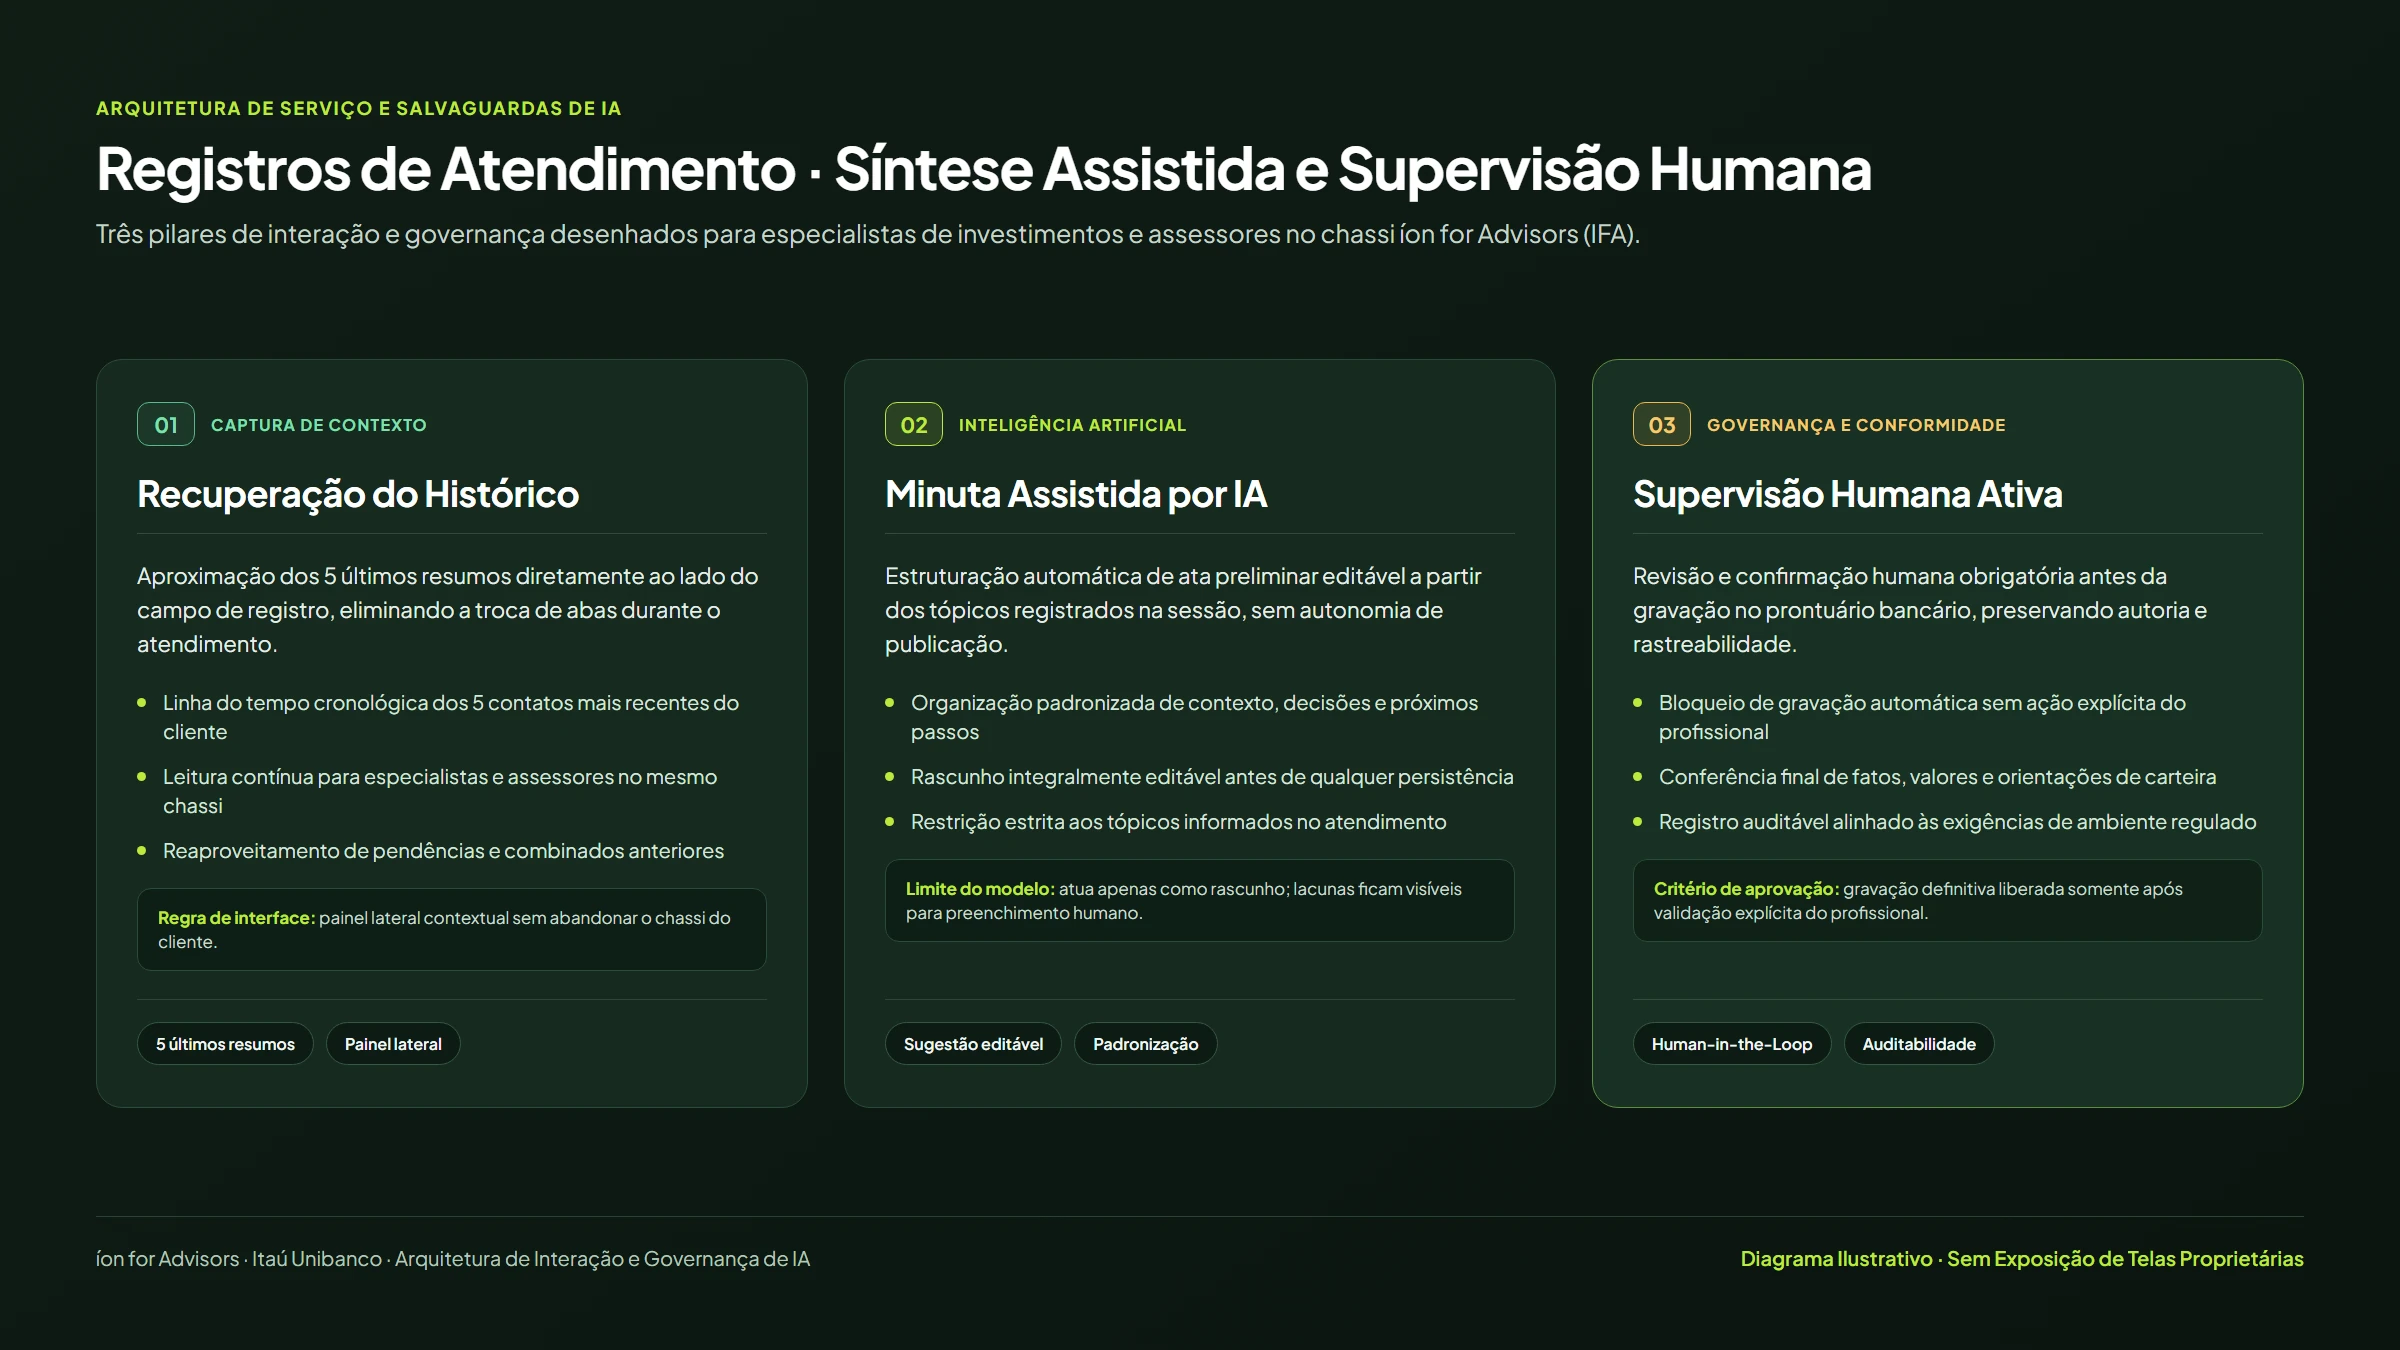 ARQUITETURA DE SERVIÇO E SALVAGUARDAS DE IA
Registros de Atendimento · Síntese Assistida e Supervisão Humana
Três pilares de interação e governança desenhados para especialistas de investimentos e assessores no chassi íon for Advisors (IFA).
01
CAPTURA DE CONTEXTO
Recuperação do Histórico
Aproximação dos 5 últimos resumos diretamente ao lado do
campo de registro, eliminando a troca de abas durante o
atendimento.
Linha do tempo cronológica dos 5 contatos mais recentes do
cliente
Leitura contínua para especialistas e assessores no mesmo
chassi
Reaproveitamento de pendências e combinados anteriores
Regra de interface: painel lateral contextual sem abandonar o chassi do
cliente.
5 últimos resumos
Painel lateral
02
INTELIGÊNCIA ARTIFICIAL
Minuta Assistida por IA
Estruturação automática de ata preliminar editável a partir
dos tópicos registrados na sessão, sem autonomia de
publicação.
Organização padronizada de contexto, decisões e próximos
passos
Rascunho integralmente editável antes de qualquer persistência
Restrição estrita aos tópicos informados no atendimento
Limite do modelo: atua apenas como rascunho; lacunas ficam visíveis
para preenchimento humano.
Sugestão editável
Padronização
03
GOVERNANÇA E CONFORMIDADE
Supervisão Humana Ativa
Revisão e confirmação humana obrigatória antes da
gravação no prontuário bancário, preservando autoria e
rastreabilidade.
Bloqueio de gravação automática sem ação explícita do
profissional
Conferência final de fatos, valores e orientações de carteira
Registro auditável alinhado às exigências de ambiente regulado
Critério de aprovação: gravação definitiva liberada somente após
validação explícita do profissional.
Human-in-the-Loop
Auditabilidade
íon for Advisors · Itaú Unibanco · Arquitetura de Interação e Governança de IA
Diagrama Ilustrativo · Sem Exposição de Telas Proprietárias